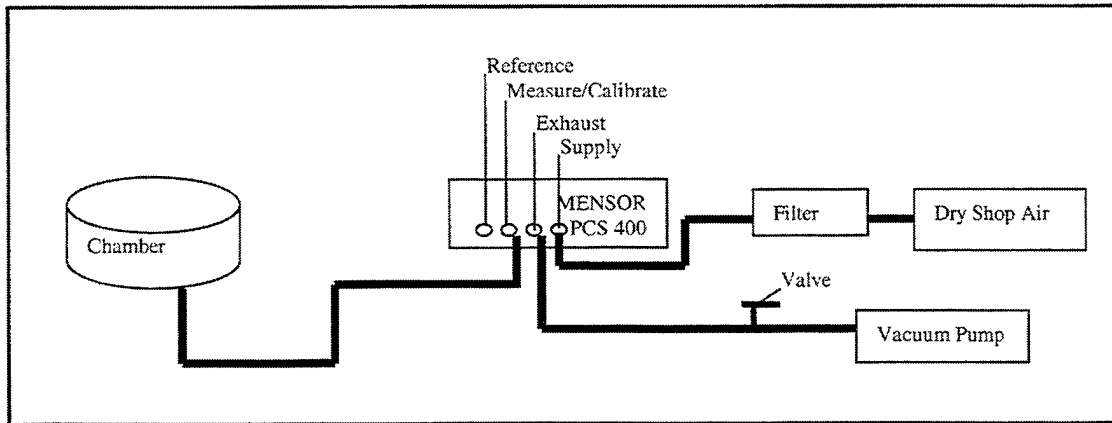 Reference
Measure/Calibrate
Exhaust
Supply
MENSOR
PCS 400
Chamber
Filter
Dry Shop Air
Valve
Vacuum Pump